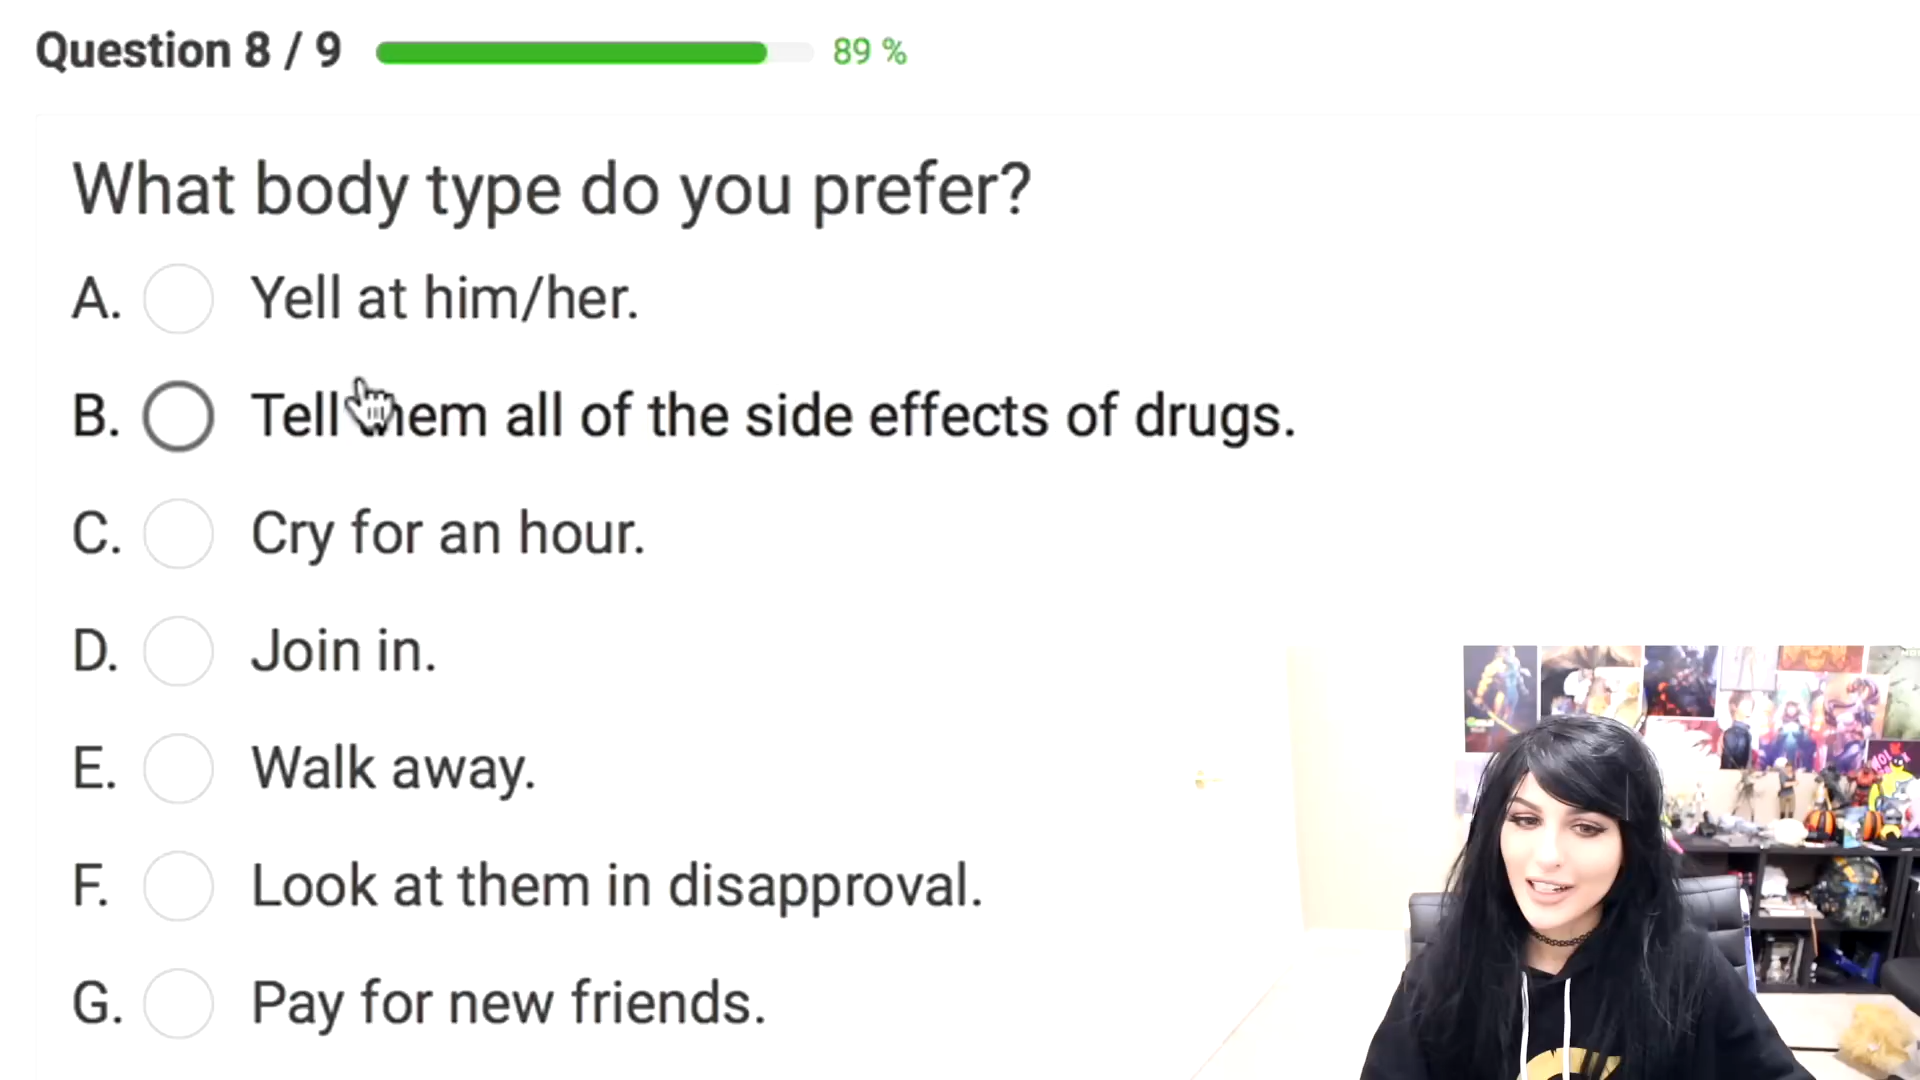 Question 8 / 9 89 %
What body type do you prefer?
A. Yell at him/her.
B. Tell them all of the side effects of drugs.
C. Cry for an hour.
D. Join in.
E. Walk away.
F. Look at them in disapproval.
G. Pay for new friends.